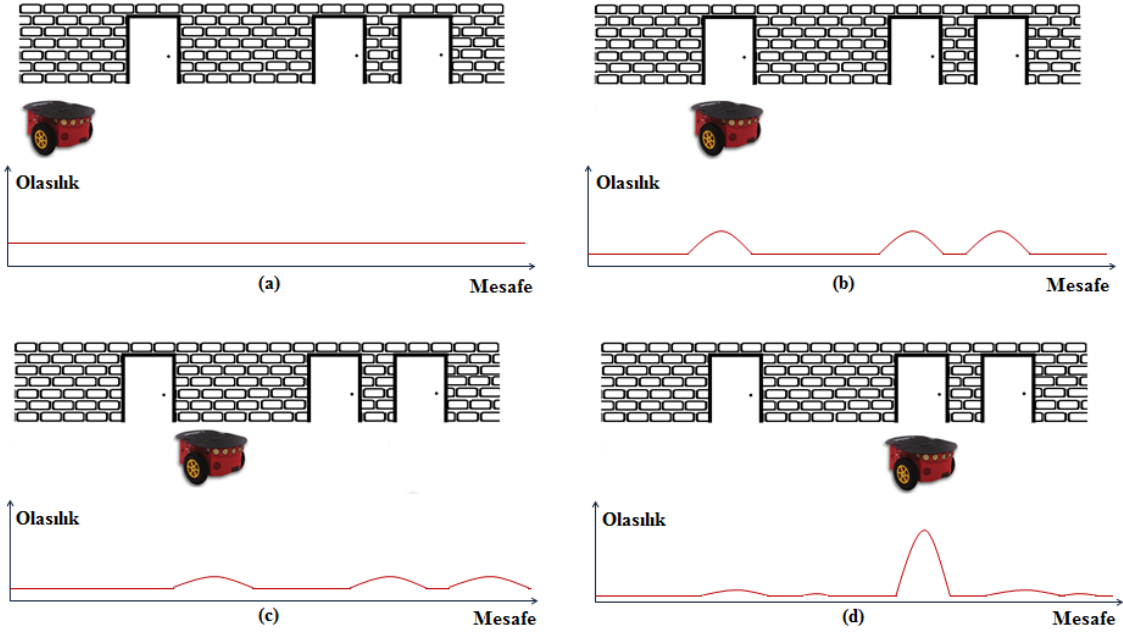 Olasılık
(a)
Mesafe
Olasılık
(b)
Mesafe
Olasılık
(c)
Mesafe
Olasılık
(d)
Mesafe